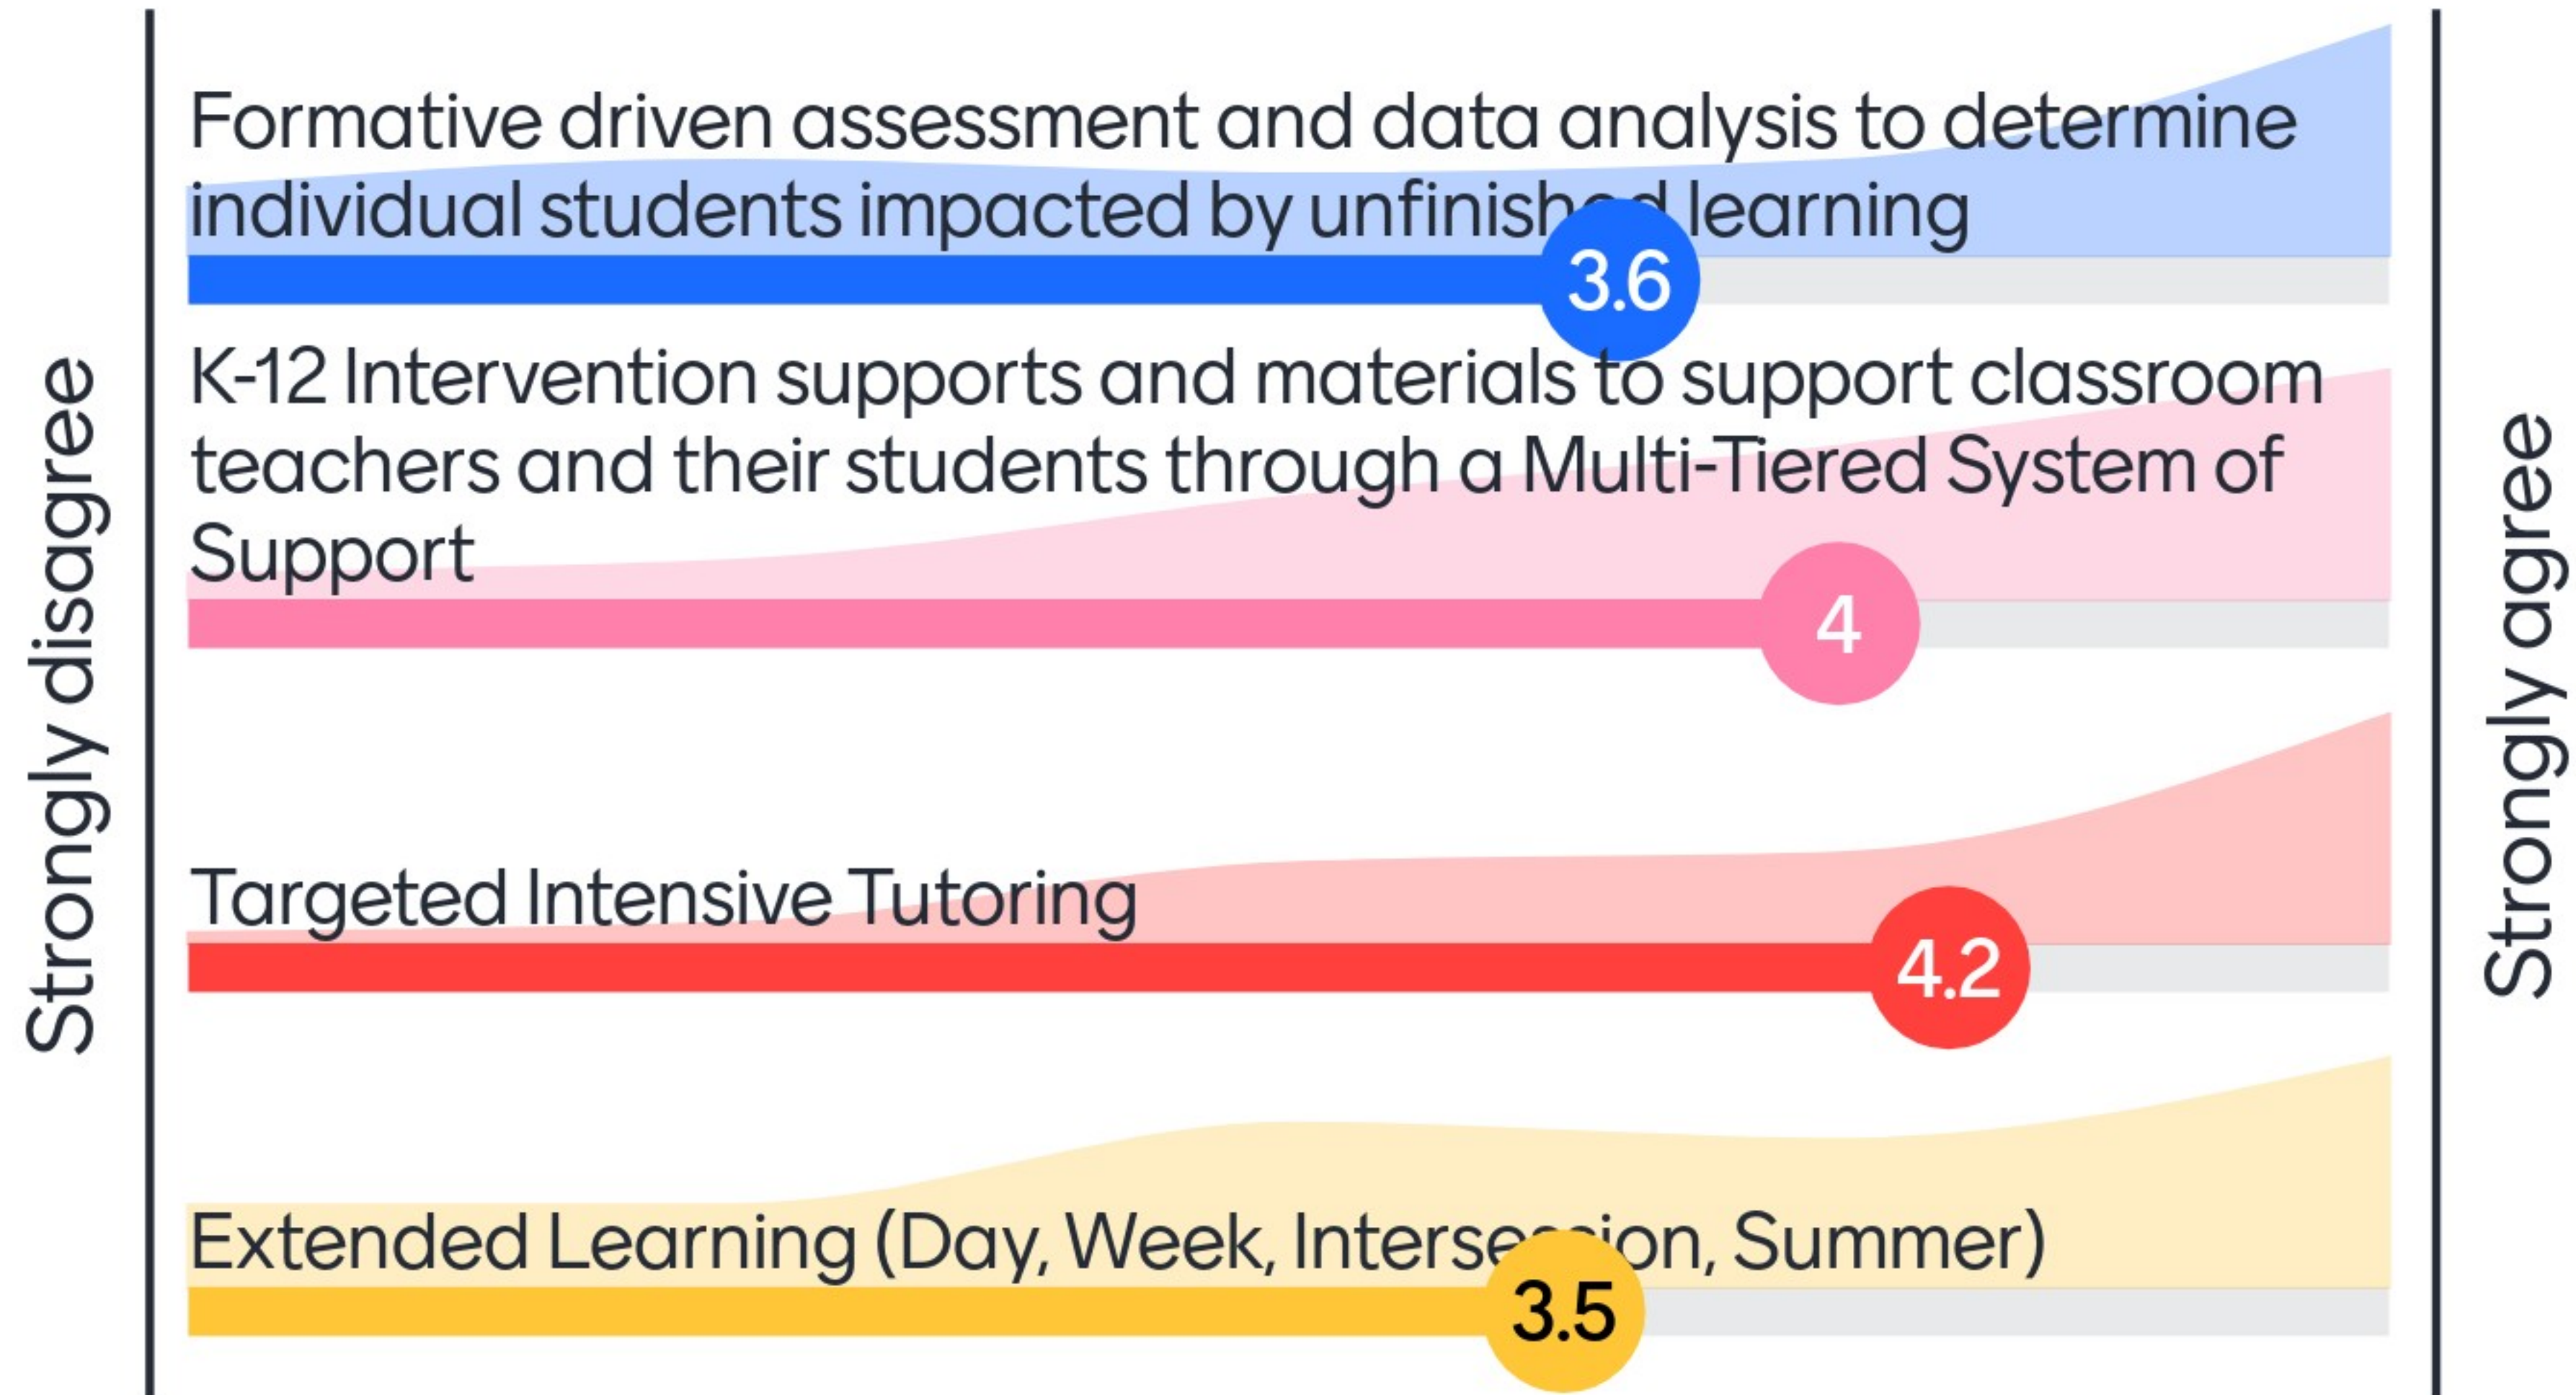 Strongly disagree
Formative driven assessment and data analysis to determine
individual students impacted by unfinished learning
3.6
K-12 Intervention supports and materials to support classroom
teachers and their students through a Multi-Tiered System of
Support
4
Targeted Intensive Tutoring
4.2
Extended Learning (Day, Week, Intersession, Summer)
3.5
Strongly agree